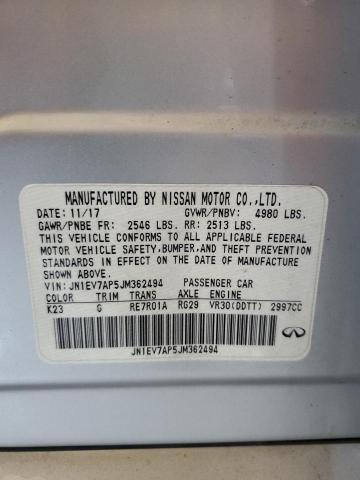 MANUFACTURED BY NISSAN MOTOR CO.,LTD.
DATE: 11/17 GVWR/PNBV: 4980 LBS.
GAWR/PNBE FR: 2546 LBS. RR: 2513 LBS.
THIS VEHICLE CONFORMS TO ALL APPLICABLE FEDERAL
MOTOR VEHICLE SAFETY, BUMPER, AND THEFT PREVENTION
STANDARDS IN EFFECT ON THE DATE OF MANUFACTURE
SHOWN ABOVE.
VIN: JN1EV7AP5JM362494 PASSENGER CAR
COLOR TRIM TRANS AXLE ENGINE
K23 G RE7R01A RG29 VR30(DDTT) 2997CC
JN1EV7AP5JM362494